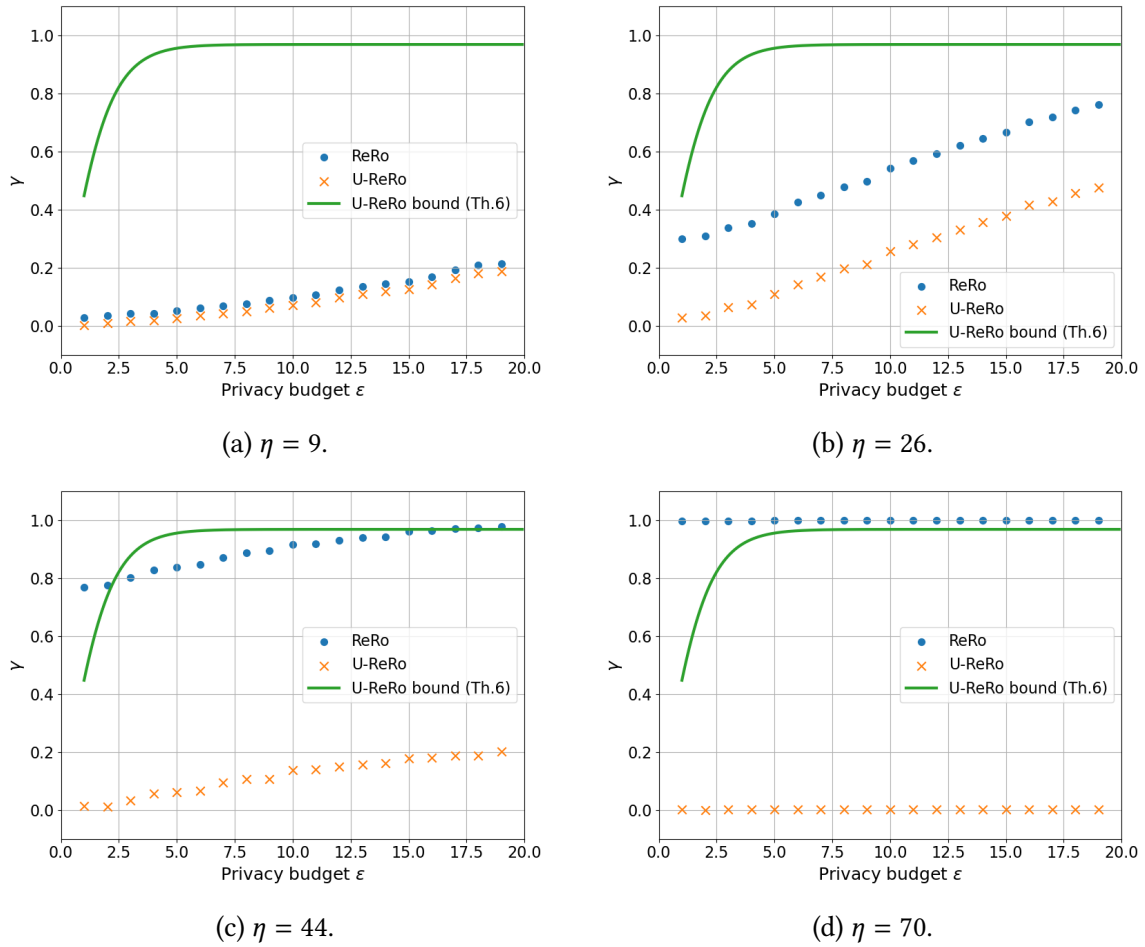 1.0
0.8
0.6
0.4
0.2
0.0
γ
ReRo
U-ReRo
U-ReRo bound (Th.6)
0.0 2.5 5.0 7.5 10.0 12.5 15.0 17.5 20.0
Privacy budget ε
(a) η = 9.
1.0
0.8
0.6
0.4
0.2
0.0
γ
ReRo
U-ReRo
U-ReRo bound (Th.6)
0.0 2.5 5.0 7.5 10.0 12.5 15.0 17.5 20.0
Privacy budget ε
(b) η = 26.
1.0
0.8
0.6
0.4
0.2
0.0
γ
ReRo
U-ReRo
U-ReRo bound (Th.6)
0.0 2.5 5.0 7.5 10.0 12.5 15.0 17.5 20.0
Privacy budget ε
(c) η = 44.
1.0
0.8
0.6
0.4
0.2
0.0
γ
ReRo
U-ReRo
U-ReRo bound (Th.6)
0.0 2.5 5.0 7.5 10.0 12.5 15.0 17.5 20.0
Privacy budget ε
(d) η = 70.